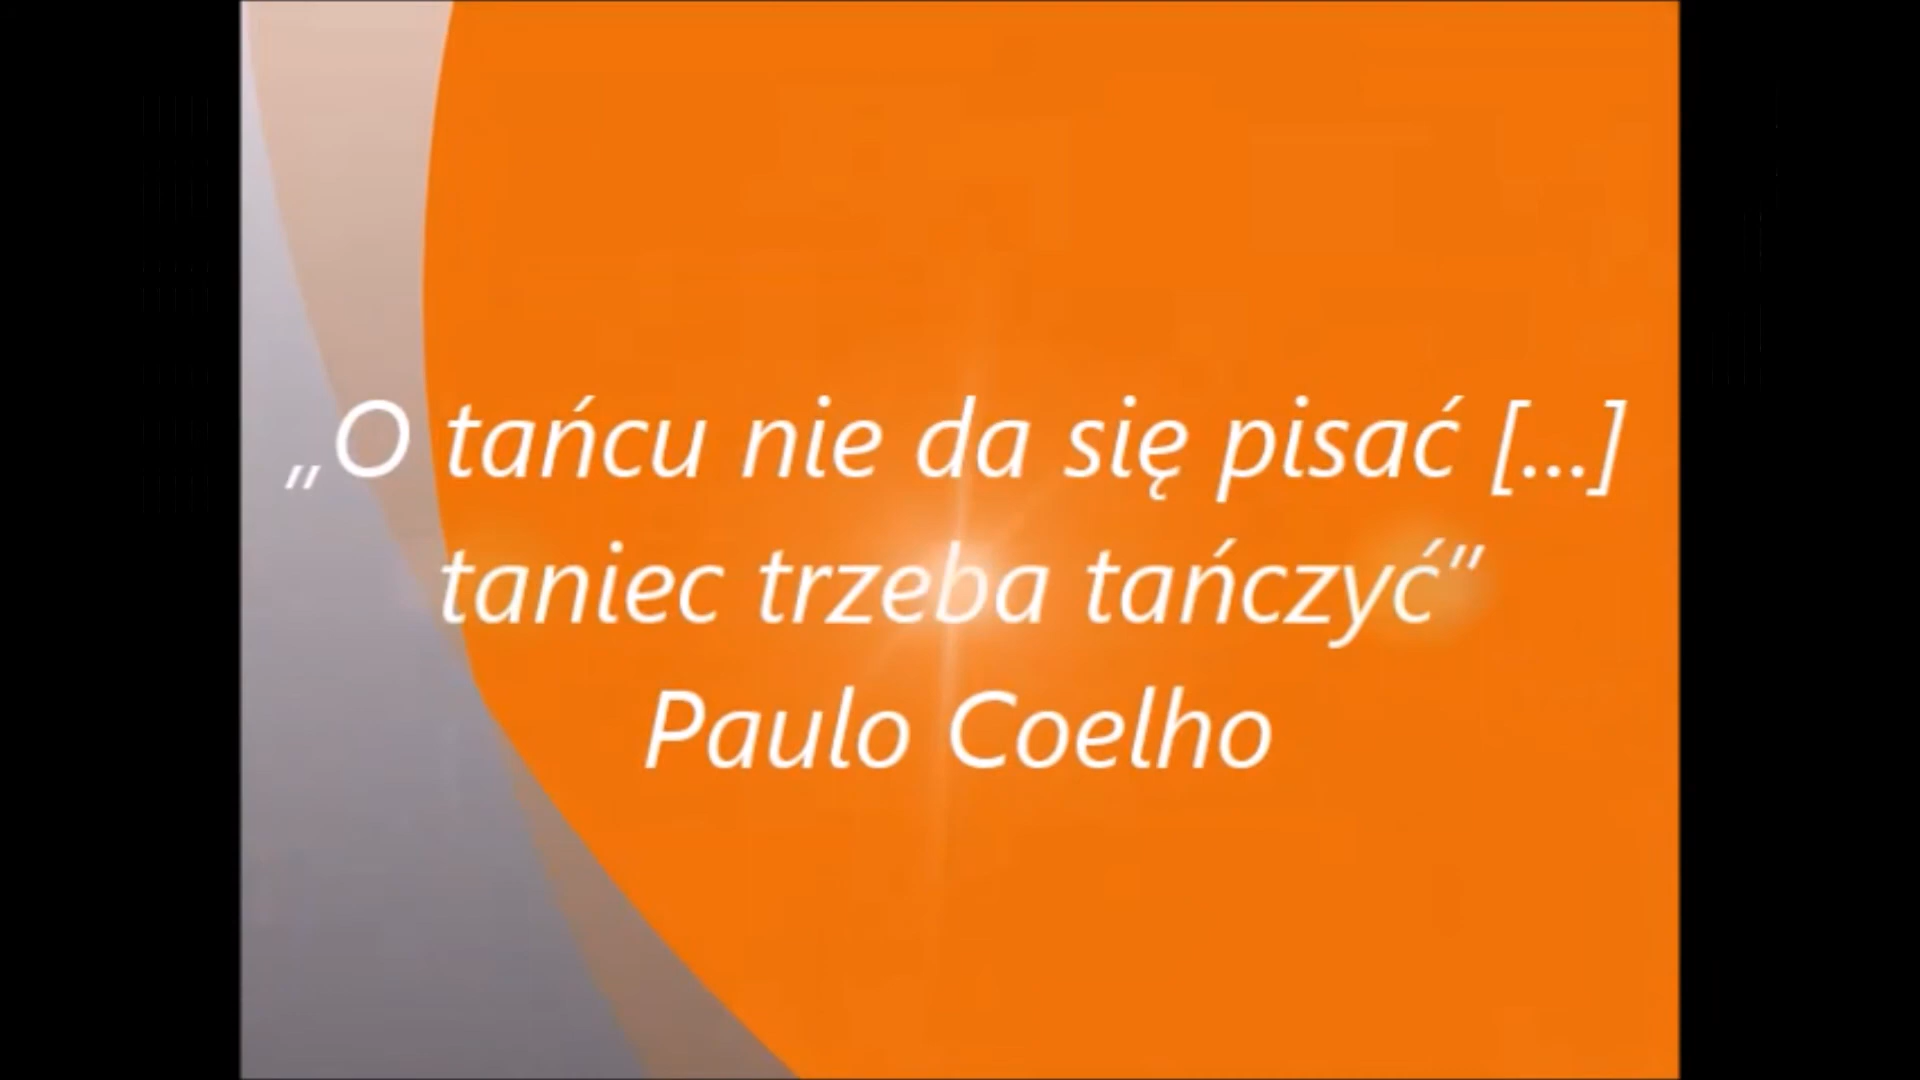 „O tańcu nie da się pisać [...]
taniec trzeba tańczyć”
Paulo Coelho